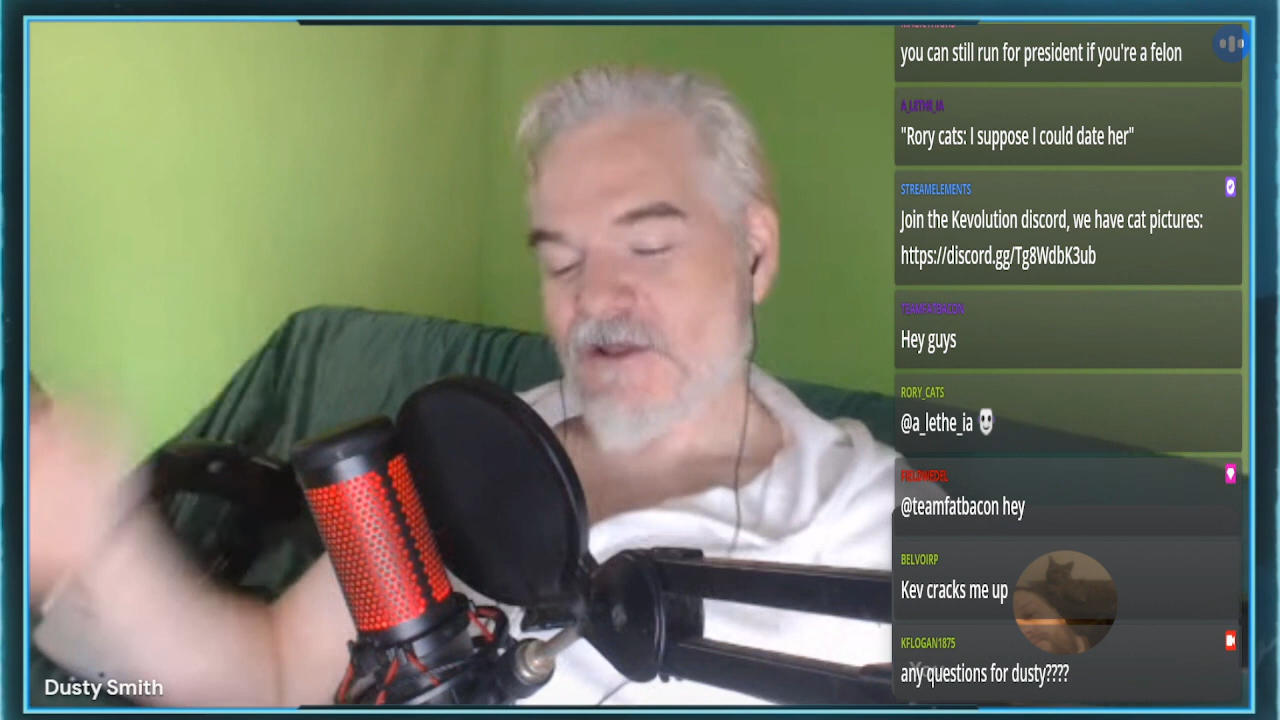 you can still run for president if you're a felon
A_LETHE_IA
"Rory cats: I suppose I could date her"
STREAMELEMENTS
Join the Kevolution discord, we have cat pictures:
https://discord.gg/Tg8WdbK3ub
TEAMFATBACON
Hey guys
RORY_CATS
@a_lethe_ia
@teamfatbacon hey
BELVOIRP
Kev cracks me up
KFLOGAN1875
any questions for dusty????
Dusty Smith